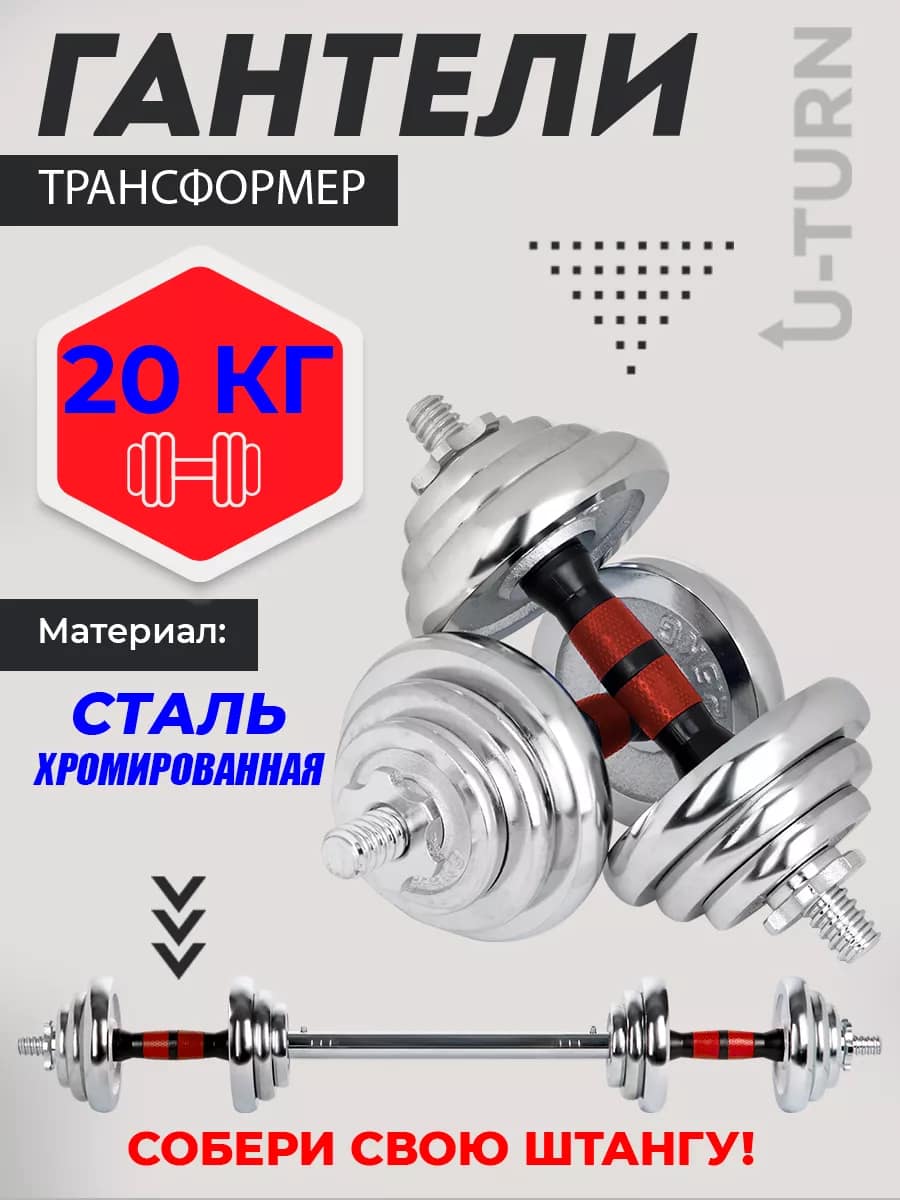 ГАНТЕЛИ
ТРАНСФОРМЕР
U-TURN
20 КГ
Материал:
СТАЛЬ
ХРОМИРОВАННАЯ
СОБЕРИ СВОЮ ШТАНГУ!